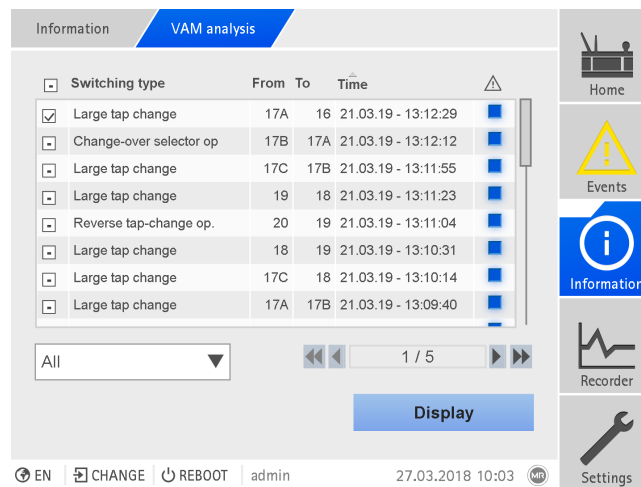 Information VAM analysis
Switching type From To Time
Large tap change 17A 16 21.03.19 - 13:12:29
Change-over selector op 17B 17A 21.03.19 - 13:12:12
Large tap change 17C 17B 21.03.19 - 13:11:55
Large tap change 19 18 21.03.19 - 13:11:23
Reverse tap-change op. 20 19 21.03.19 - 13:11:04
Large tap change 18 19 21.03.19 - 13:10:31
Large tap change 17C 18 21.03.19 - 13:10:14
Large tap change 17A 17B 21.03.19 - 13:09:40
All
1 / 5
Display
EN CHANGE REBOOT admin 27.03.2018 10:03 MR
Home
Events
Information
Recorder
Settings